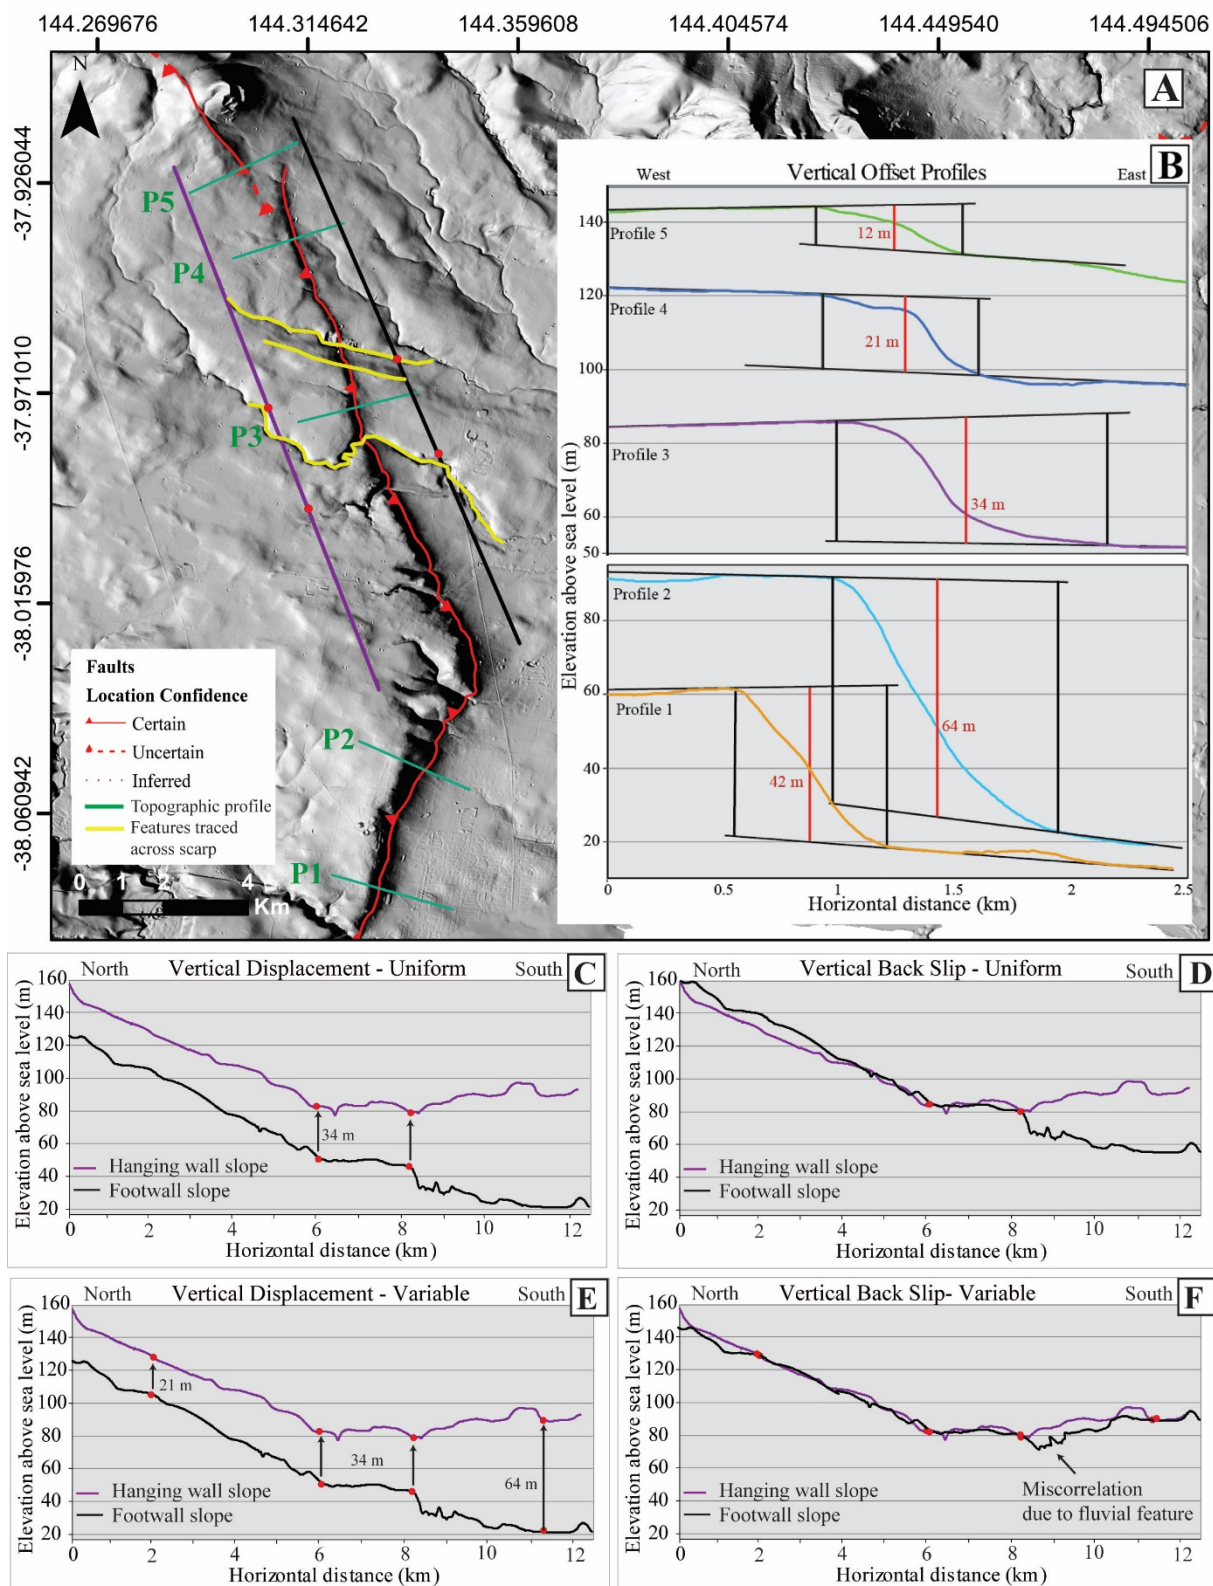 144.269676 144.314642 144.359608 144.404574 144.449540 144.494506
A
N
-37.926044
-37.971010
-38.015976
-38.060942
P5
P4
P3
P2
P1
Faults
Location Confidence
Certain
Uncertain
Inferred
Topographic profile
Features traced
across scarp
0 1 2 4
Km
B
West Vertical Offset Profiles East
Elevation above sea level (m)
140
120
100
80
60
50
80
60
40
20
Profile 5
12 m
Profile 4
21 m
Profile 3
34 m
Profile 2
64 m
Profile 1
42 m
0 0.5 1 1.5 2 2.5
Horizontal distance (km)
C
North Vertical Displacement - Uniform South
Elevation above sea level (m)
160
140
120
100
80
60
40
20
34 m
Hanging wall slope
Footwall slope
0 2 4 6 8 10 12
Horizontal distance (km)
D
North Vertical Back Slip - Uniform South
Elevation above sea level (m)
160
140
120
100
80
60
40
20
Hanging wall slope
Footwall slope
0 2 4 6 8 10 12
Horizontal distance (km)
E
North Vertical Displacement - Variable South
Elevation above sea level (m)
160
140
120
100
80
60
40
20
21 m
34 m
64 m
Hanging wall slope
Footwall slope
0 2 4 6 8 10 12
Horizontal distance (km)
F
North Vertical Back Slip- Variable South
Elevation above sea level (m)
160
140
120
100
80
60
40
20
Miscorrelation
due to fluvial feature
Hanging wall slope
Footwall slope
0 2 4 6 8 10 12
Horizontal distance (km)